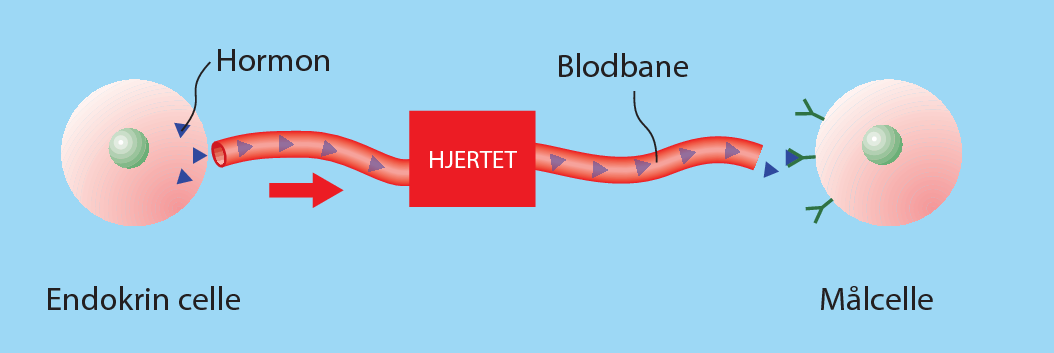 Hormon
Blodbane
HJERTET
Endokrin celle
Målcelle